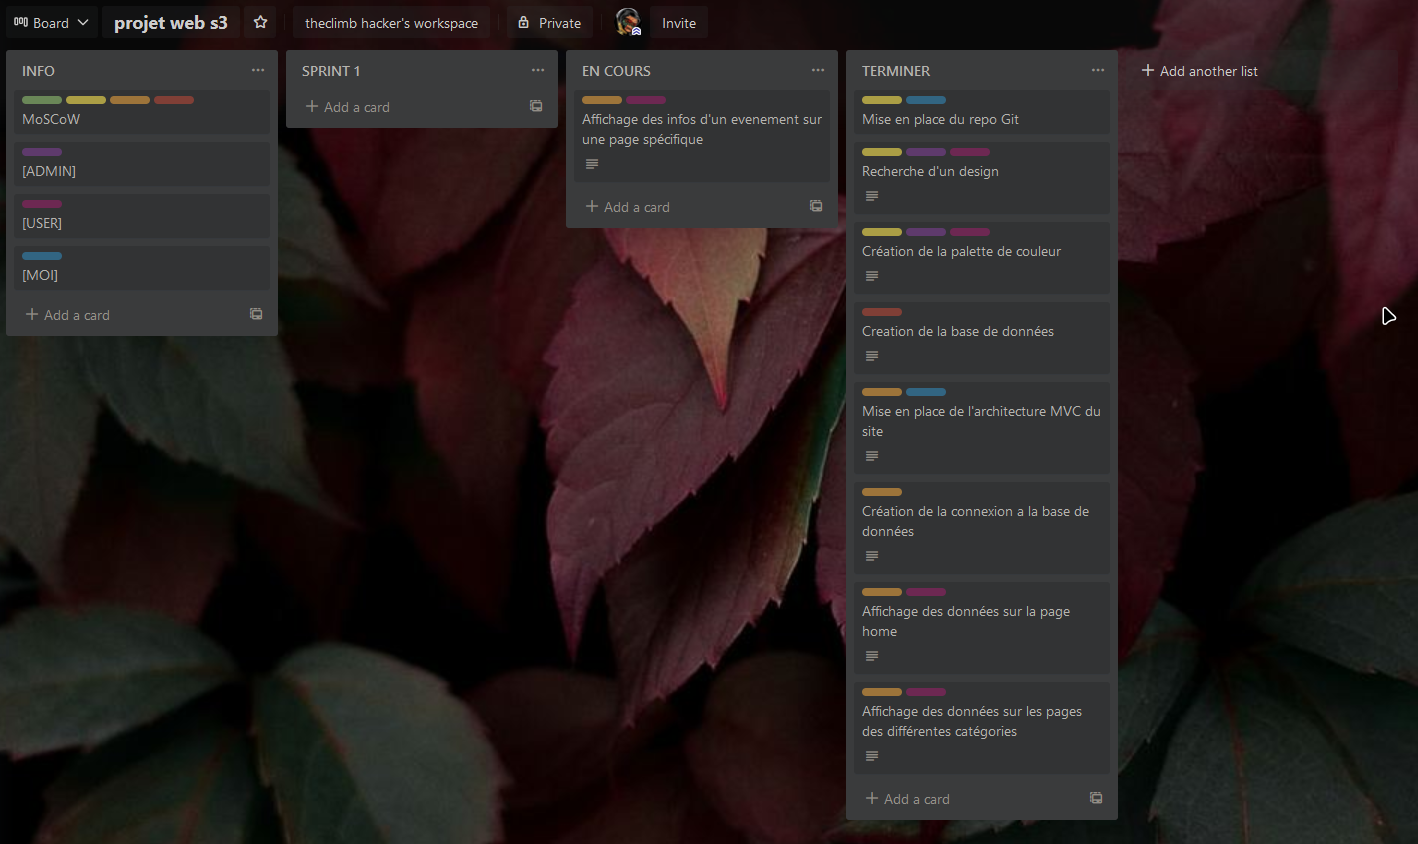 Board
projet web s3
theclimb hacker's workspace
Private
Invite
INFO
MoSCoW
[ADMIN]
[USER]
[MOI]
Add a card
SPRINT 1
Add a card
EN COURS
Affichage des infos d'un evenement sur
une page spécifique
Add a card
TERMINER
Mise en place du repo Git
Recherche d'un design
Création de la palette de couleur
Creation de la base de données
Mise en place de l'architecture MVC du
site
Création de la connexion a la base de
données
Affichage des données sur la page
home
Affichage des données sur les pages
des différentes catégories
Add a card
Add another list